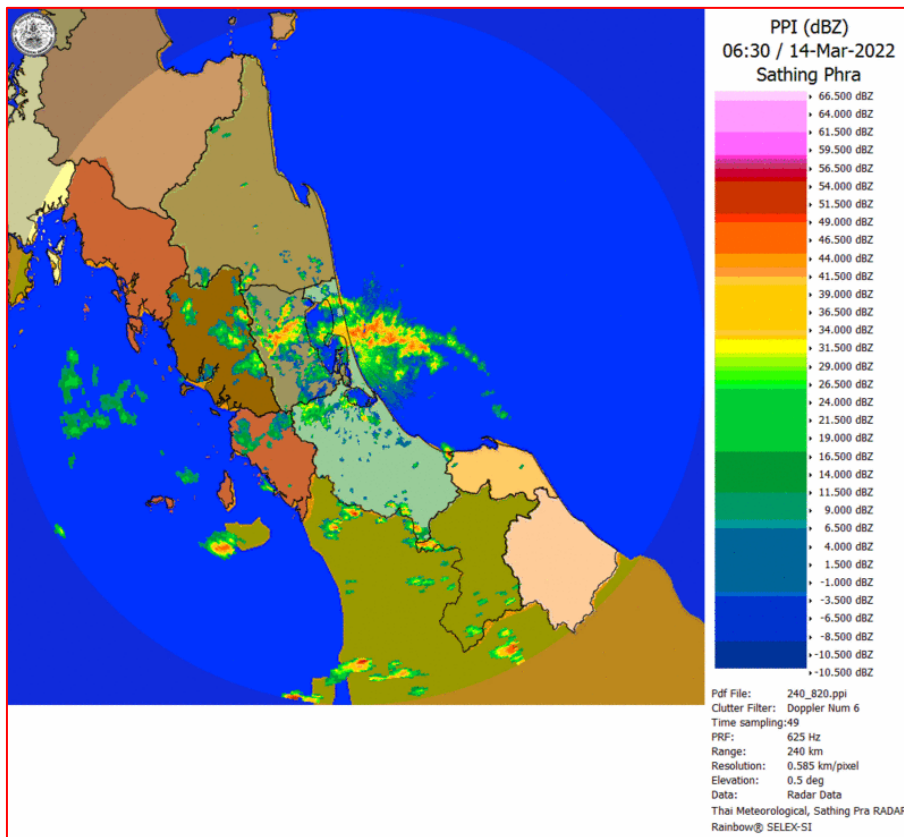 PPI (dBZ)
06:30 / 14-Mar-2022
Sathing Phra
66.500 dBZ
64.000 dBZ
61.500 dBZ
59.500 dBZ
56.500 dBZ
54.000 dBZ
51.500 dBZ
49.000 dBZ
46.500 dBZ
44.000 dBZ
41.500 dBZ
39.000 dBZ
36.500 dBZ
34.000 dBZ
31.500 dBZ
29.000 dBZ
26.500 dBZ
24.000 dBZ
21.500 dBZ
19.000 dBZ
16.500 dBZ
14.000 dBZ
11.500 dBZ
9.000 dBZ
6.500 dBZ
4.000 dBZ
1.500 dBZ
-1.000 dBZ
-3.500 dBZ
-6.500 dBZ
-8.500 dBZ
-10.500 dBZ
-10.500 dBZ
Pdf File: 240_820.ppi
Clutter Filter: Doppler Num 6
Time sampling:49
PRF: 625 Hz
Range: 240 km
Resolution: 0.585 km/pixel
Elevation: 0.5 deg
Data: Radar Data
Thai Meteorological, Sathing Pra RADAR
Rainbow® SELEX-SI